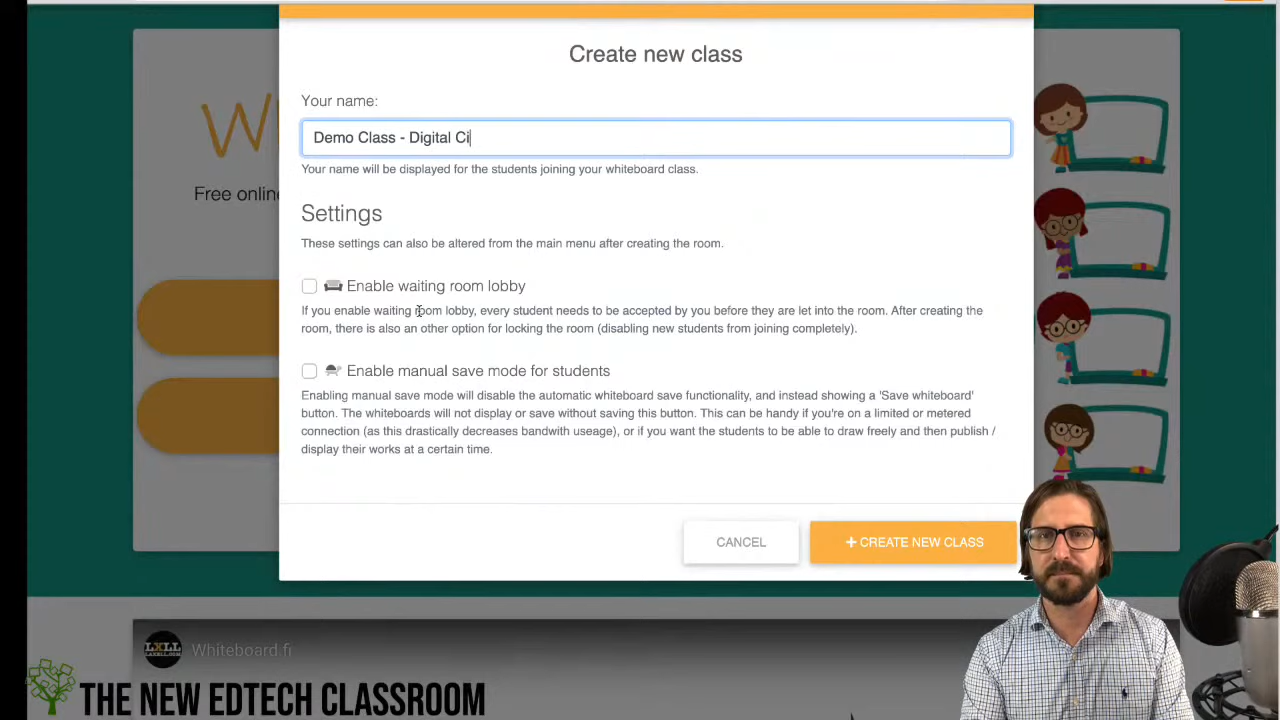 Create new class
Your name:
Demo Class - Digital Ci
Your name will be displayed for the students joining your whiteboard class.
Free online
Settings
These settings can also be altered from the main menu after creating the room.
Enable waiting room lobby
If you enable waiting room lobby, every student needs to be accepted by you before they are let into the room. After creating the
room, there is also an other option for locking the room (disabling new students from joining completely).
Enable manual save mode for students
Enabling manual save mode will disable the automatic whiteboard save functionality, and instead showing a 'Save whiteboard'
button. The whiteboards will not display or save without saving this button. This can be handy if you're on a limited or metered
connection (as this drastically decreases bandwith useage), or if you want the students to be able to draw freely and then publish /
display their works at a certain time.
CANCEL
+ CREATE NEW CLASS
Whiteboard.fi
THE NEW EDTECH CLASSROOM